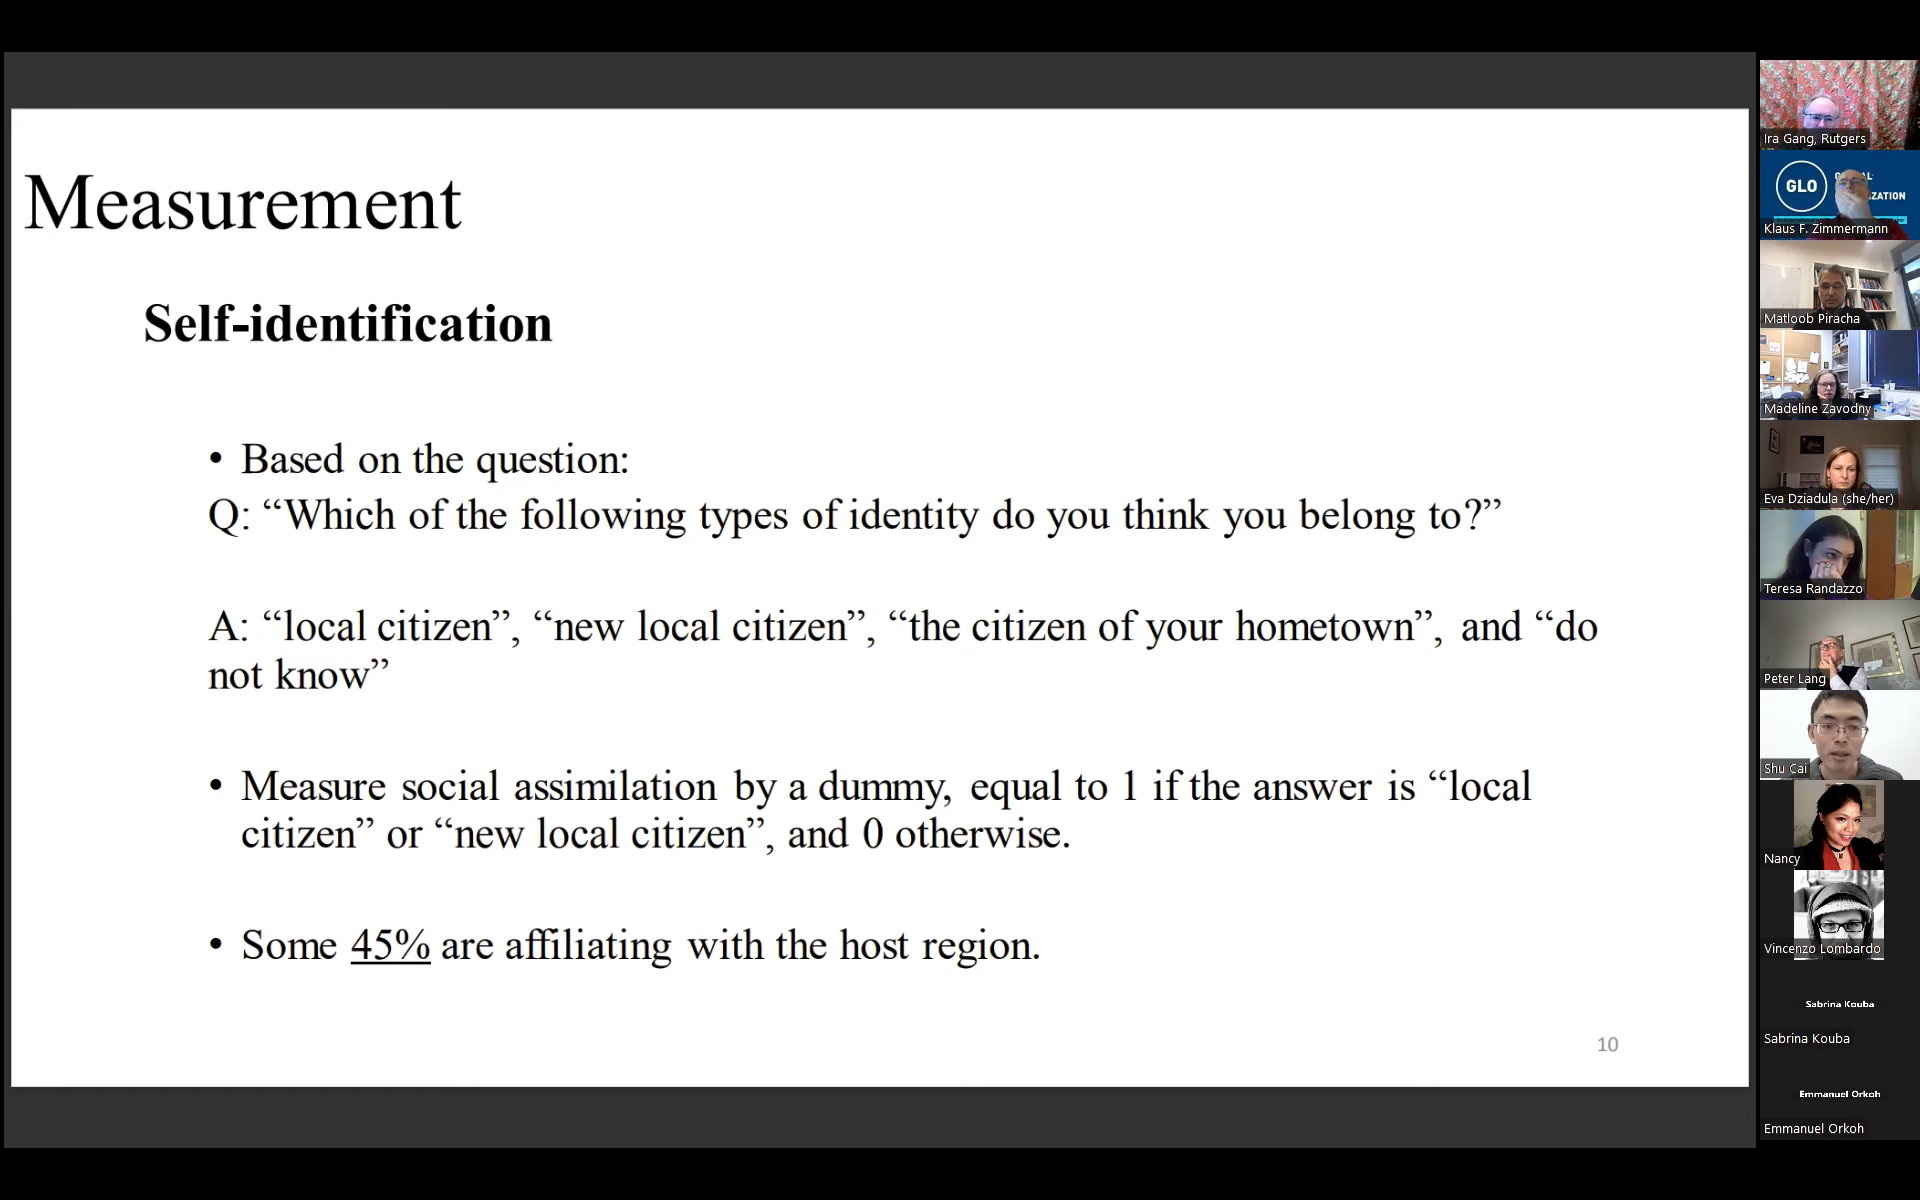 Measurement
Self-identification
• Based on the question:
Q: “Which of the following types of identity do you think you belong to?”
A: “local citizen”, “new local citizen”, “the citizen of your hometown”, and “do
not know”
• Measure social assimilation by a dummy, equal to 1 if the answer is “local
citizen” or “new local citizen”, and 0 otherwise.
• Some 45% are affiliating with the host region.
10
Ira Gang, Rutgers
GLO
Klaus F. Zimmermann
Matloob Piracha
Madeline Zavodny
Eva Dziadula (she/her)
Teresa Randazzo
Peter Lang
Shu Cai
Nancy
Vincenzo Lombardo
Sabrina Kouba
Sabrina Kouba
Emmanuel Orkoh
Emmanuel Orkoh